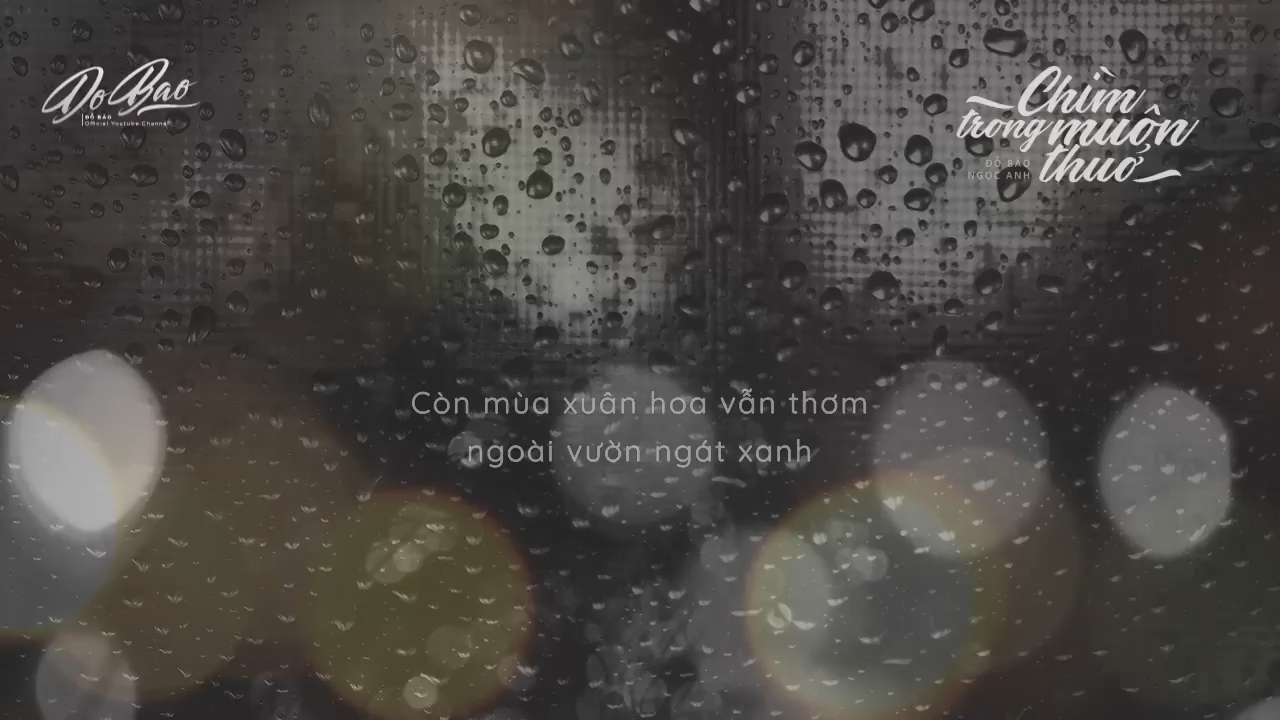 Đỗ Bảo
ĐỖ BẢO
Official Youtube Channel
Chìm
trong muôn
thuở
ĐỖ BẢO
NGỌC ANH
Còn mùa xuân hoa vẫn thơm
ngoài vườn ngát xanh